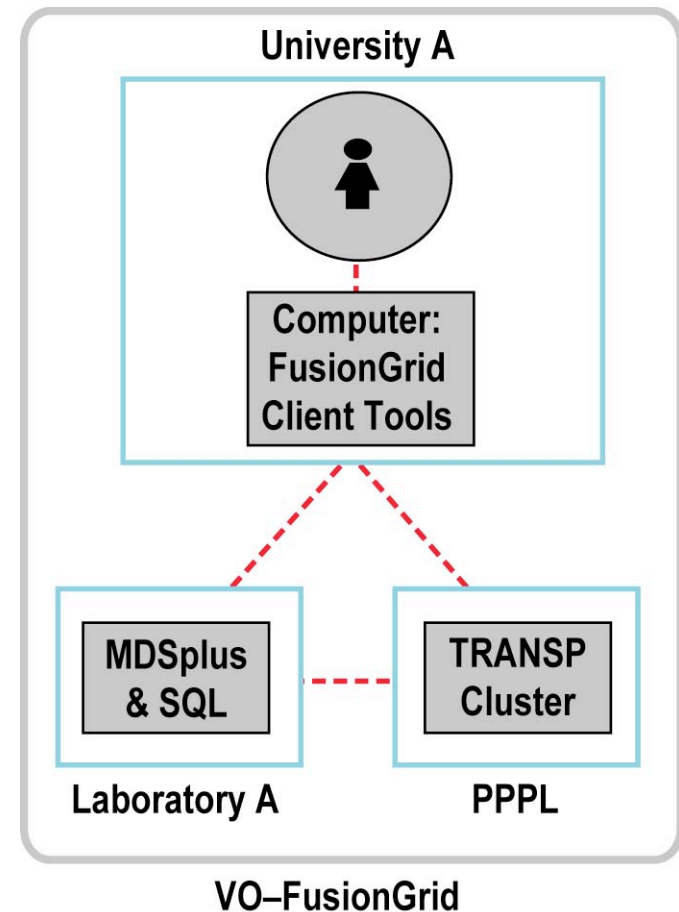 University A
Computer:
FusionGrid
Client Tools
MDSplus
& SQL
TRANSP
Cluster
Laboratory A
PPPL
VO–FusionGrid